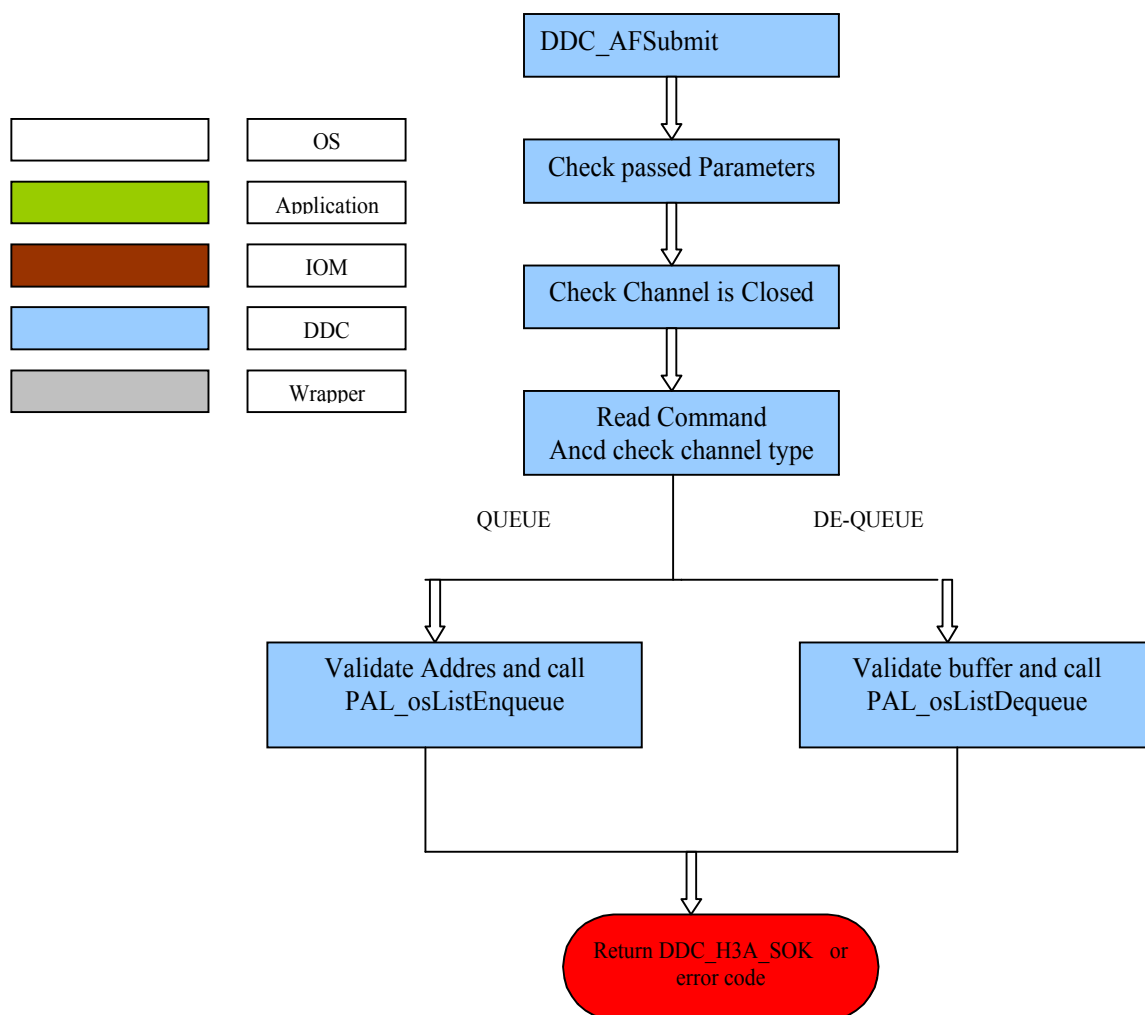 DDC_AFSubmit
OS
Check passed Parameters
Application
IOM
Check Channel is Closed
DDC
Wrapper
Read Command
Ancd check channel type
QUEUE
DE-QUEUE
Validate Addres and call
PAL_osListEnqueue
Validate buffer and call
PAL_osListDequeue
Return DDC_H3A_SOK or
error code